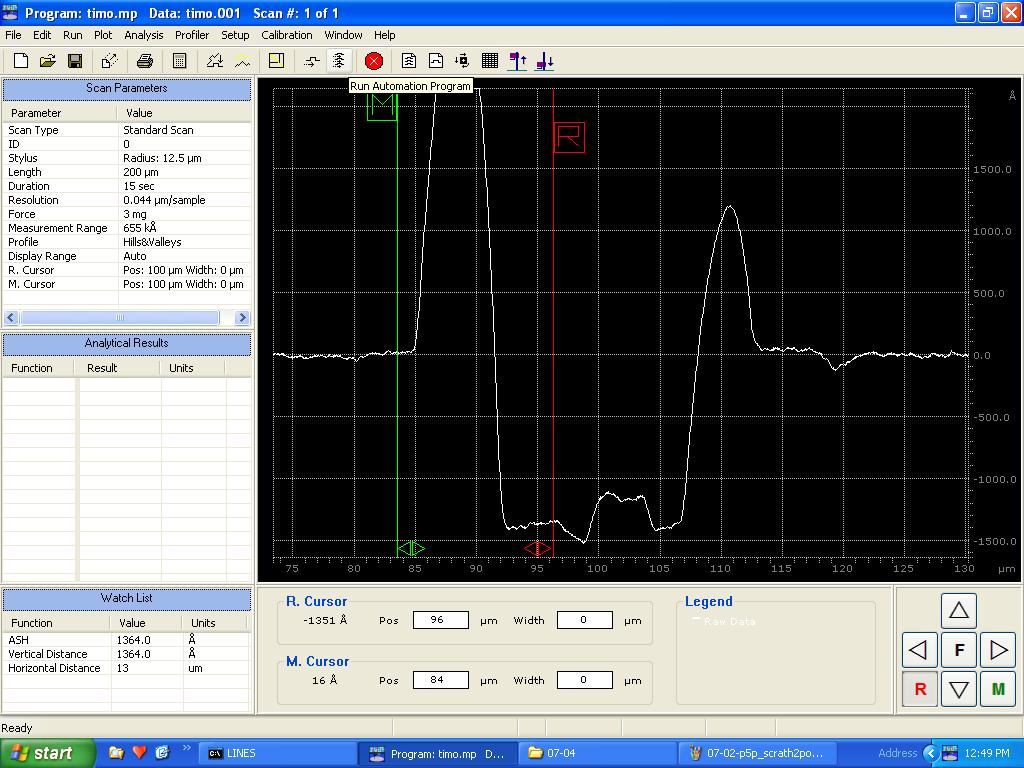 Program: timo.mp   Data: timo.001   Scan #: 1 of 1
File Edit Run Plot Analysis Profiler Setup Calibration Window Help
Run Automation Program
Scan Parameters
Parameter Value
Scan Type Standard Scan
ID 0
Stylus Radius: 12.5 µm
Length 200 µm
Duration 15 sec
Resolution 0.044 µm/sample
Force 3 mg
Measurement Range 655 kÅ
Profile Hills&Valleys
Display Range Auto
R. Cursor Pos: 100 µm Width: 0 µm
M. Cursor Pos: 100 µm Width: 0 µm
Analytical Results
Function Result Units
Watch List
Function Value Units
ASH 1364.0 Å
Vertical Distance 1364.0 Å
Horizontal Distance 13 um
M
R
Å
1500.0
1000.0
500.0
0.0
-500.0
-1000.0
-1500.0
75 80 85 90 95 100 105 110 115 120 125 130 µm
R. Cursor
-1351 Å Pos 96 µm Width 0 µm
M. Cursor
16 Å Pos 84 µm Width 0 µm
Legend
Raw Data
F
R M
Ready
start LINES Program: timo.mp D... 07-04 07-02-p5p_scrath2po... Address 12:49 PM